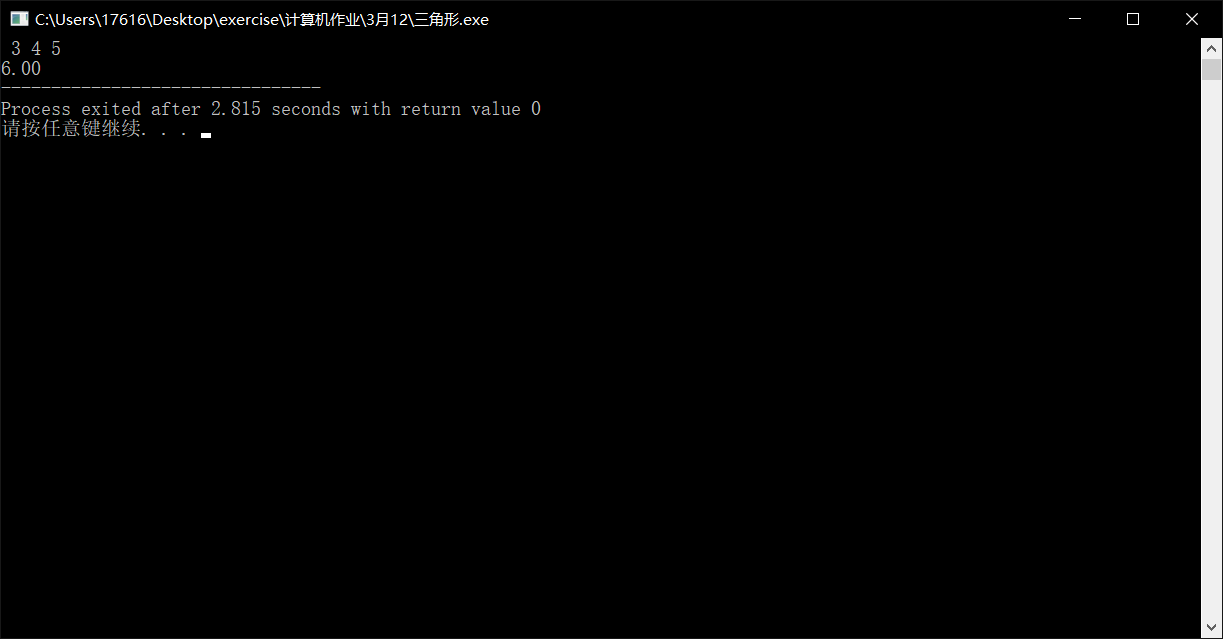 C:\Users\17616\Desktop\exercise\计算机作业\3月12\三角形.exe
3 4 5
6.00
--------------------------------
Process exited after 2.815 seconds with return value 0
请按任意键继续. . .